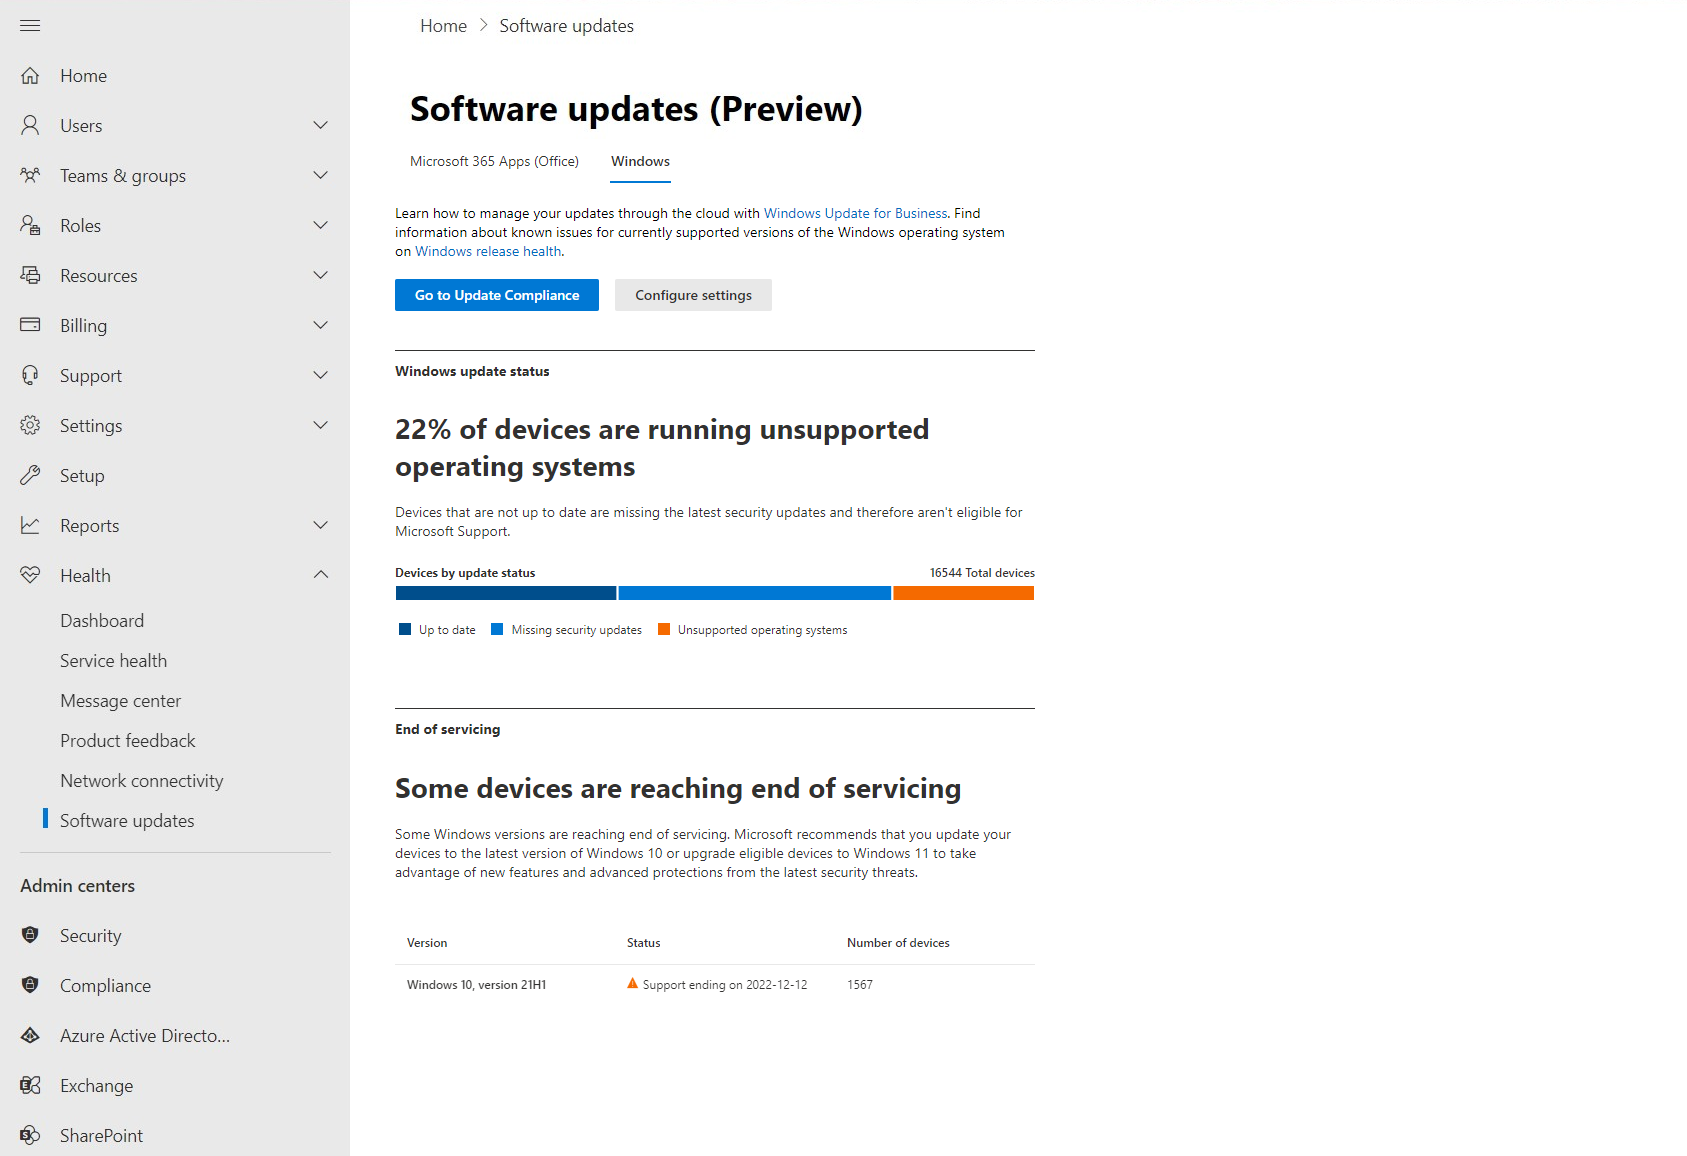 Home
Users
Teams & groups
Roles
Resources
Billing
Support
Settings
Setup
Reports
Health
Dashboard
Service health
Message center
Product feedback
Network connectivity
Software updates
Admin centers
Security
Compliance
Azure Active Directo...
Exchange
SharePoint
Home > Software updates
Software updates (Preview)
Microsoft 365 Apps (Office) Windows
Learn how to manage your updates through the cloud with Windows Update for Business. Find
information about known issues for currently supported versions of the Windows operating system
on Windows release health.
Go to Update Compliance Configure settings
Windows update status
22% of devices are running unsupported
operating systems
Devices that are not up to date are missing the latest security updates and therefore aren't eligible for
Microsoft Support.
Devices by update status 16544 Total devices
Up to date Missing security updates Unsupported operating systems
End of servicing
Some devices are reaching end of servicing
Some Windows versions are reaching end of servicing. Microsoft recommends that you update your
devices to the latest version of Windows 10 or upgrade eligible devices to Windows 11 to take
advantage of new features and advanced protections from the latest security threats.
Version Status Number of devices
Windows 10, version 21H1 Support ending on 2022-12-12 1567